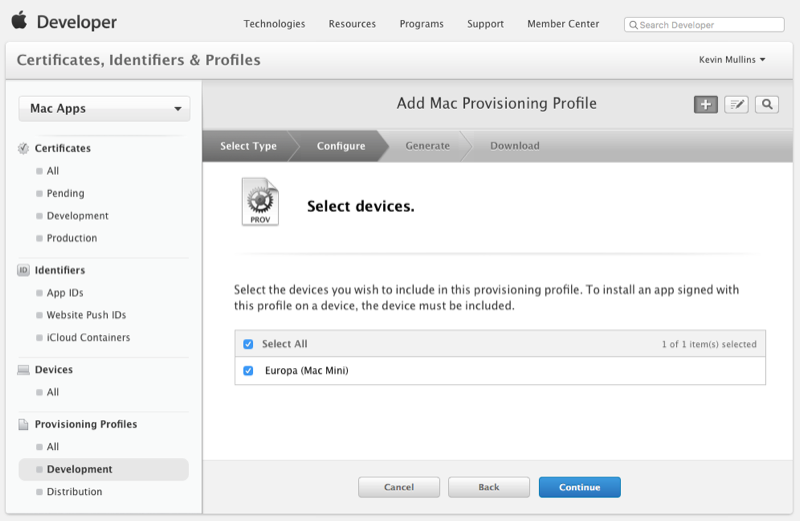 Developer
Technologies
Resources
Programs
Support
Member Center
Search Developer
Certificates, Identifiers & Profiles
Kevin Mullins
Mac Apps
Certificates
All
Pending
Development
Production
Identifiers
App IDs
Website Push IDs
iCloud Containers
Devices
All
Provisioning Profiles
All
Development
Distribution
Add Mac Provisioning Profile
Select Type
Configure
Generate
Download
PROV
Select devices.
Select the devices you wish to include in this provisioning profile. To install an app signed with
this profile on a device, the device must be included.
Select All
1 of 1 item(s) selected
Europa (Mac Mini)
Cancel
Back
Continue